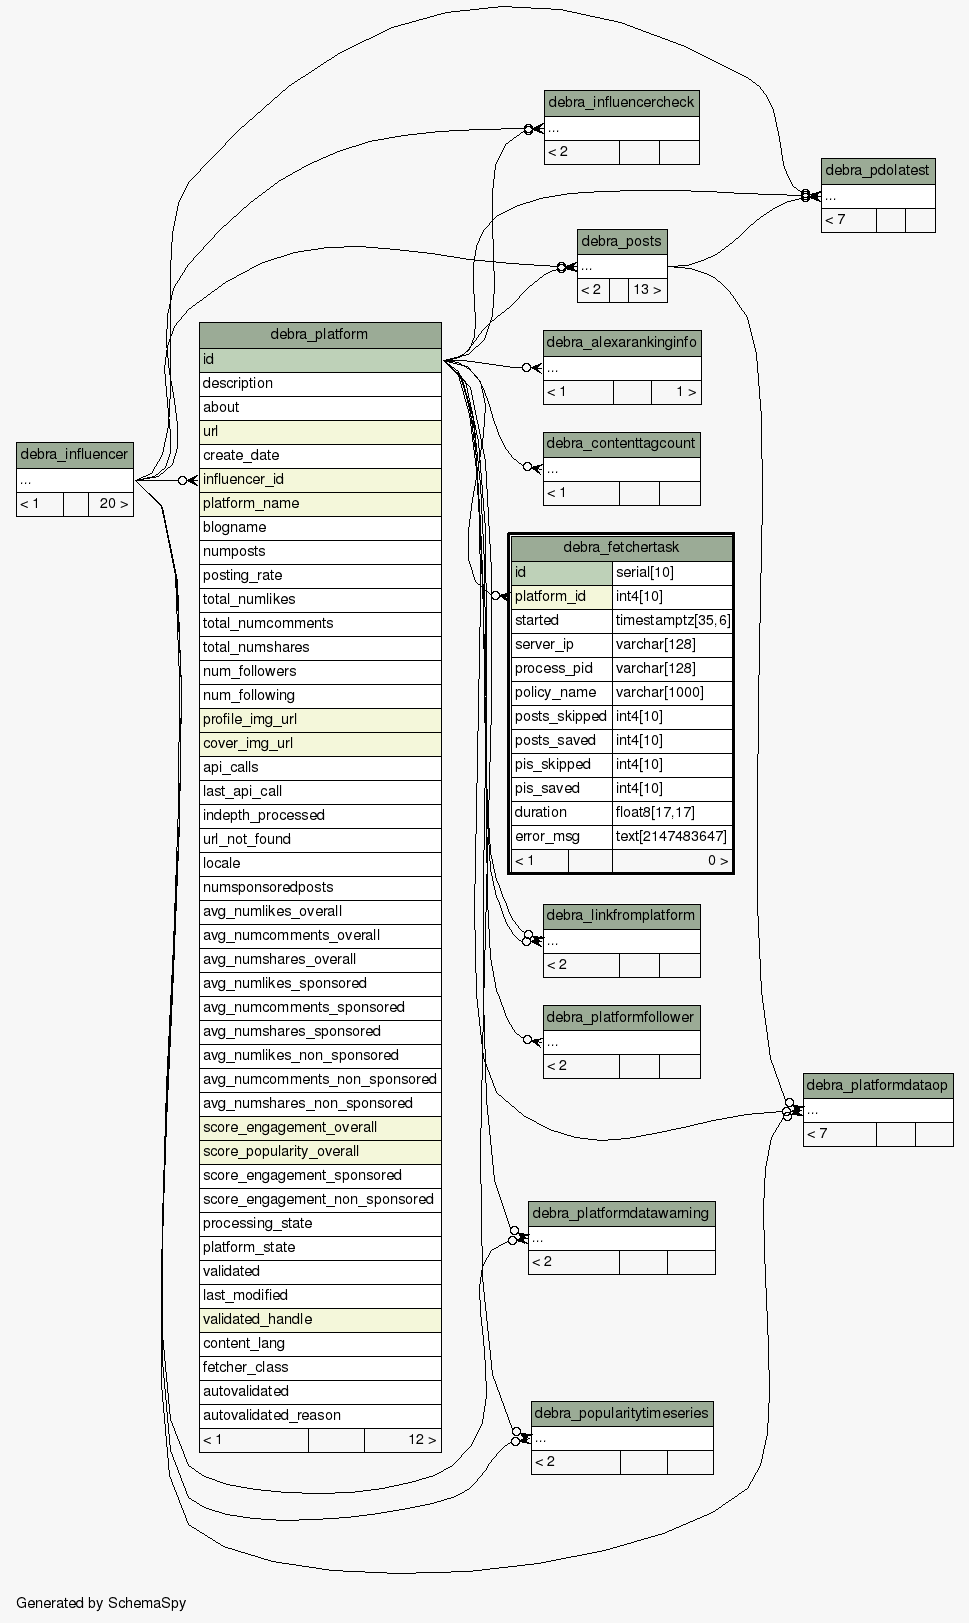 debra_influencercheck
...
< 2
debra_pdolatest
...
< 7
debra_posts
...
< 2 13 >
debra_platform
id
description
about
url
create_date
influencer_id
platform_name
blogname
numposts
posting_rate
total_numlikes
total_numcomments
total_numshares
num_followers
num_following
profile_img_url
cover_img_url
api_calls
last_api_call
indepth_processed
url_not_found
locale
numsponsoredposts
avg_numlikes_overall
avg_numcomments_overall
avg_numshares_overall
avg_numlikes_sponsored
avg_numcomments_sponsored
avg_numshares_sponsored
avg_numlikes_non_sponsored
avg_numcomments_non_sponsored
avg_numshares_non_sponsored
score_engagement_overall
score_popularity_overall
score_engagement_sponsored
score_engagement_non_sponsored
processing_state
platform_state
validated
last_modified
validated_handle
content_lang
fetcher_class
autovalidated
autovalidated_reason
< 1 12 >
debra_influencer
...
< 1 20 >
debra_alexarankinginfo
...
< 1 1 >
debra_contenttagcount
...
< 1
debra_fetchertask
id serial[10]
platform_id int4[10]
started timestamptz[35,6]
server_ip varchar[128]
process_pid varchar[128]
policy_name varchar[1000]
posts_skipped int4[10]
posts_saved int4[10]
pis_skipped int4[10]
pis_saved int4[10]
duration float8[17,17]
error_msg text[2147483647]
< 1 0 >
debra_linkfromplatform
...
< 2
debra_platformfollower
...
< 2
debra_platformdataop
...
< 7
debra_platformdatawarning
...
< 2
debra_popularitytimeseries
...
< 2
Generated by SchemaSpy